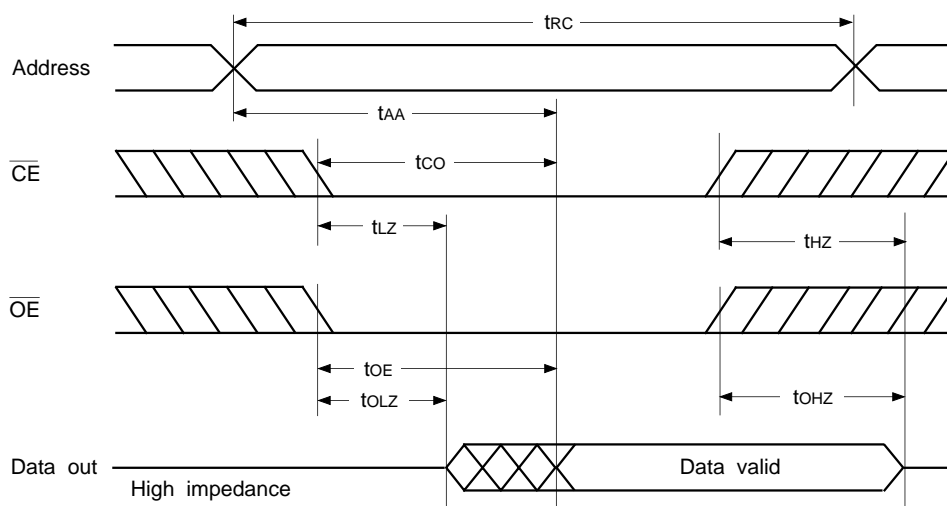 tRC
Address
tAA
CE
tCO
tLZ
tHZ
OE
tOE
tOLZ
tOHZ
Data out
Data valid
High impedance